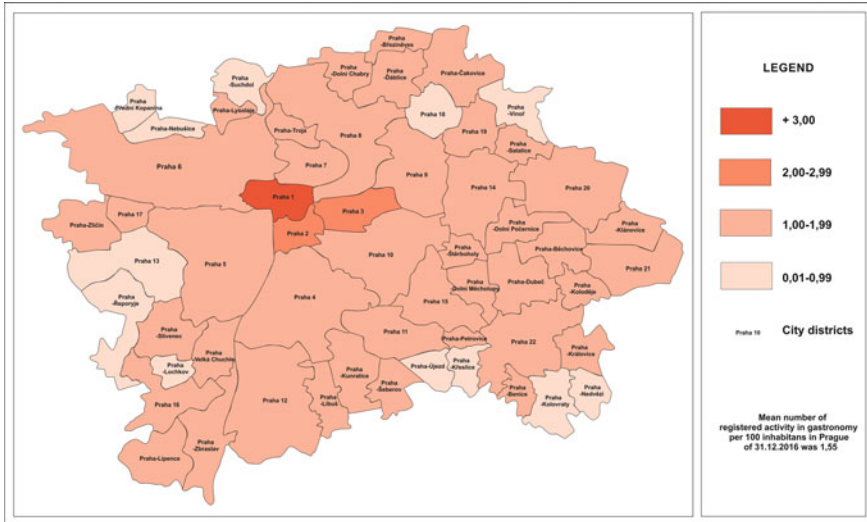 Praha
-Březiněves
Praha
-Dolní Chabry
Praha
-Ďáblice
Praha-Čakovice
Praha
-Suchdol
Praha
-Přední Kopanina
Praha-Nebušice
Praha-Lysolaje
Praha 18
Praha
-Vinoř
Praha-Troja
Praha 8
Praha 19
Praha
-Satalice
Praha 6
Praha 7
Praha 9
Praha 14
Praha 20
Praha 1
Praha 3
Praha 17
Praha-Zličín
Praha 2
Praha
-Dolní Počernice
Praha
-Klánovice
Praha 13
Praha 5
Praha 10
Praha
-Štěrboholy
Praha-Běchovice
Praha 21
Praha
-Řeporyje
Praha 4
Praha 15
Praha
-Dolní Měcholupy
Praha-Dubeč
Praha
-Koloděje
Praha
-Slivenec
Praha
-Velká Chuchle
Praha 11
Praha-Petrovice
Praha 22
Praha
-Královice
Praha
-Lochkov
Praha
-Kunratice
Praha-Újezd
Praha
-Křeslice
Praha 16
Praha 12
Praha
-Libuš
Praha
-Šeberov
Praha
-Benice
Praha
-Kolovraty
Praha
-Nedvězí
Praha-Lipence
Praha
-Zbraslav
LEGEND
+ 3,00
2,00-2,99
1,00-1,99
0,01-0,99
Praha 10
City districts
Mean number of
registered activity in gastronomy
per 100 inhabitans in Prague
of 31.12.2016 was 1,55